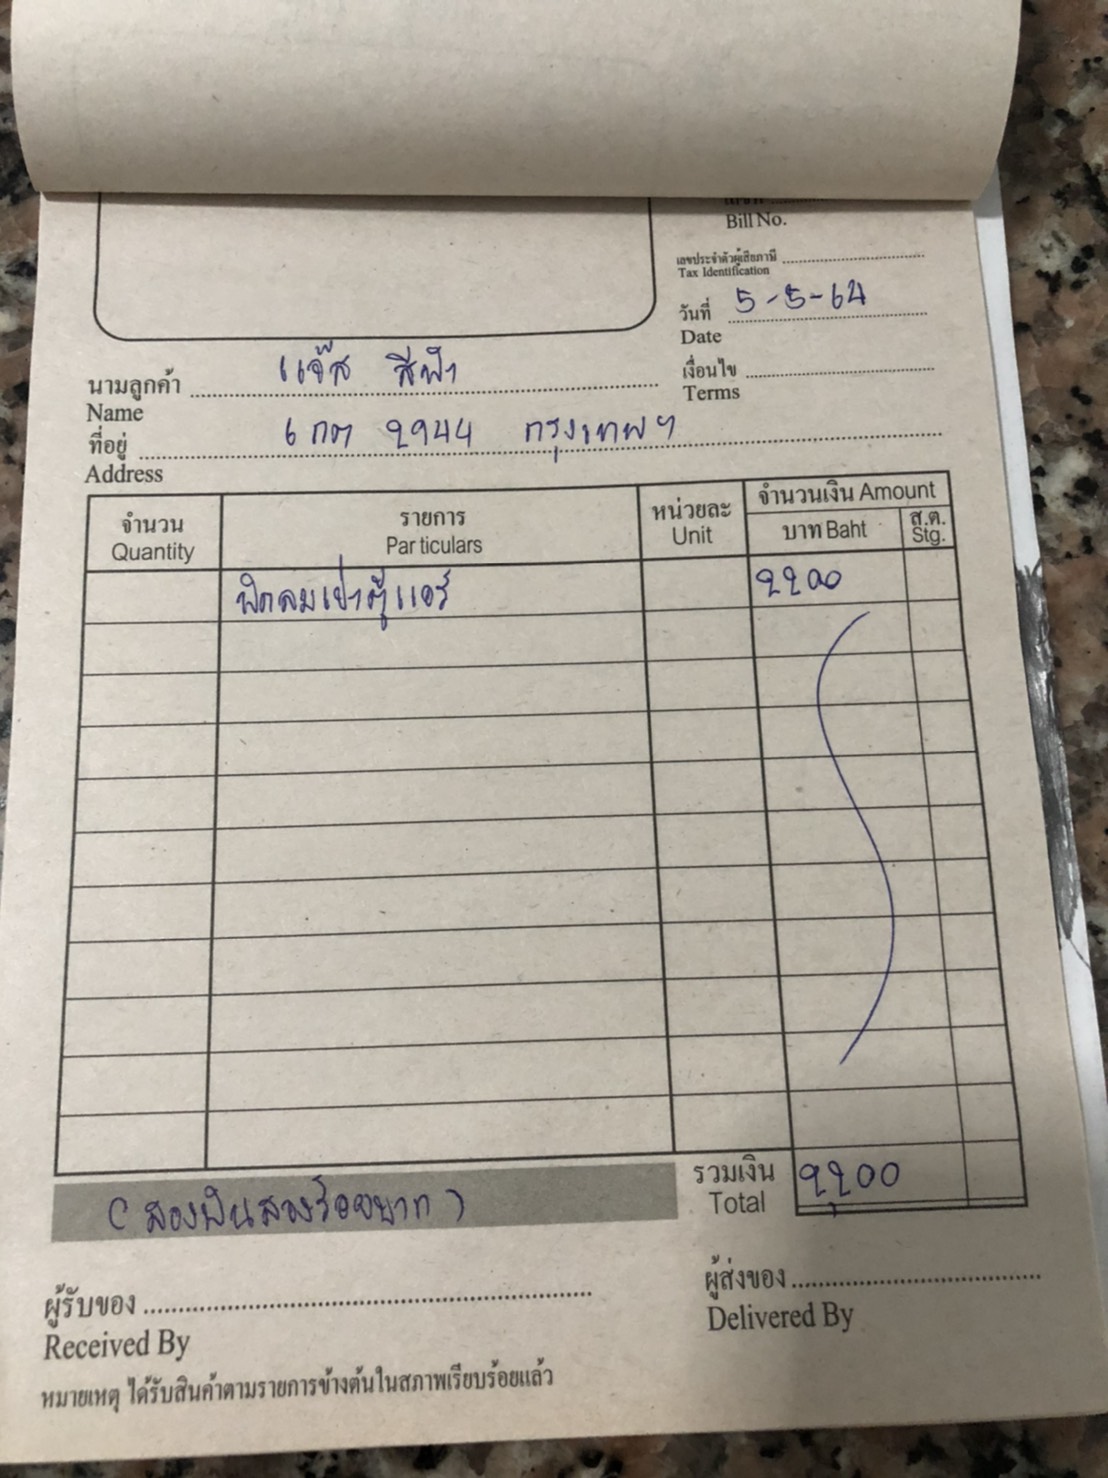 Bill No.
เลขประจำตัวผู้เสียภาษี
Tax Identification
วันที่ 5-5-64
Date
นามลูกค้า แจ๊ส สีฟ้า
Name
เงื่อนไข
Terms
ที่อยู่ 6 กต 2944 กรุงเทพฯ
Address
จำนวน
Quantity
รายการ
Particulars
หน่วยละ
Unit
จำนวนเงิน Amount
บาท Baht
ส.ต.
Stg.
พัดลมเป่าตู้แอร์ 2200
รวมเงิน 2200
Total
(สองพันสองร้อยบาท)
ผู้รับของ
Received By
ผู้ส่งของ
Delivered By
หมายเหตุ ได้รับสินค้าตามรายการข้างต้นในสภาพเรียบร้อยแล้ว